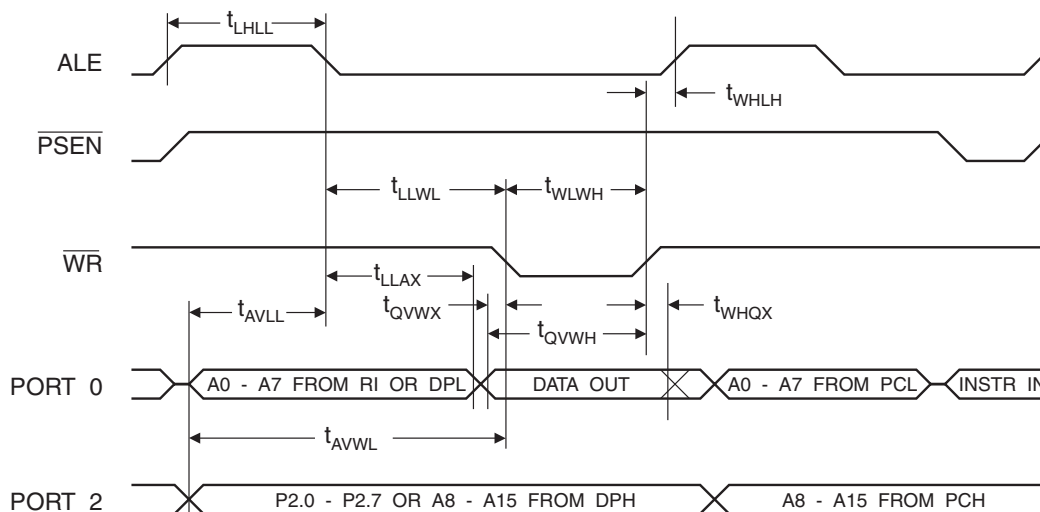 tLHLL
ALE
tWHLH
PSEN
tLLWL
tWLWH
WR
tLLAX
tQVWX
tWHQX
tAVLL
tQVWH
PORT 0
A0 - A7 FROM RI OR DPL
DATA OUT
A0 - A7 FROM PCL
INSTR IN
tAVWL
PORT 2
P2.0 - P2.7 OR A8 - A15 FROM DPH
A8 - A15 FROM PCH